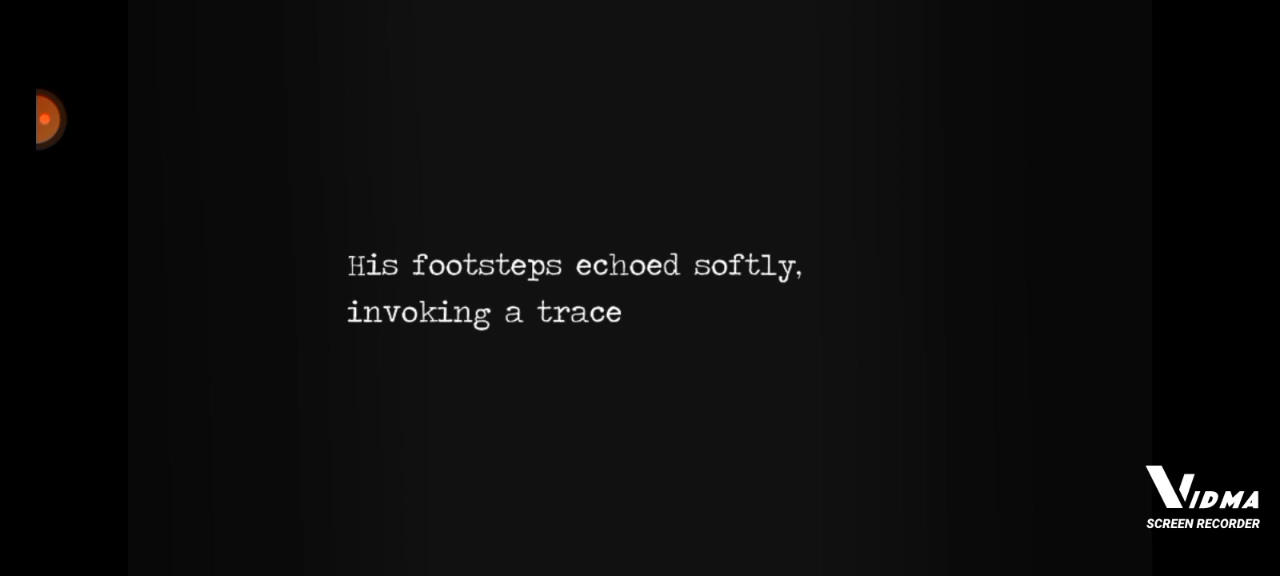 His footsteps echoed softly,
invoking a trace
VIDMA
SCREEN RECORDER